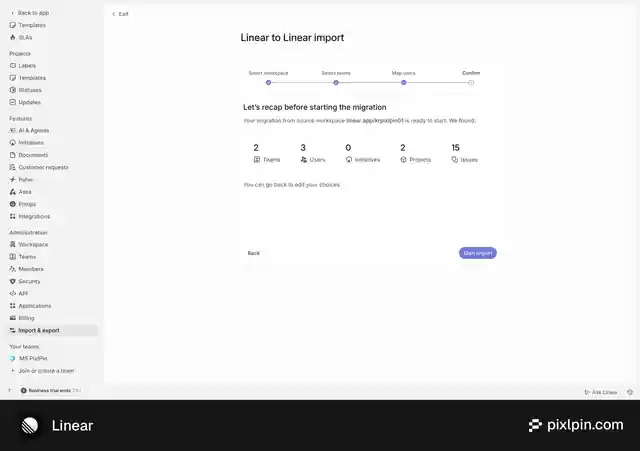 Back to app
Templates
SLAs
Projects
Labels
Templates
Statuses
Updates
Features
AI & Agents
Initiatives
Documents
Customer requests
Pulse
Asks
Emojis
Integrations
Administration
Workspace
Teams
Members
Security
API
Applications
Billing
Import & export
Your teams
MS PixlPin
Join or create a team
Business trial ends
Exit
Linear to Linear import
Select workspace
Select teams
Map users
Confirm
Let's recap before starting the migration
Your migration from source workspace is ready to start. We found:
2 3 0 2 15
Teams Users Initiatives Projects Issues
You can go back to edit your choices
Back
Start import
Ask Linear
Linear
pixlpin.com